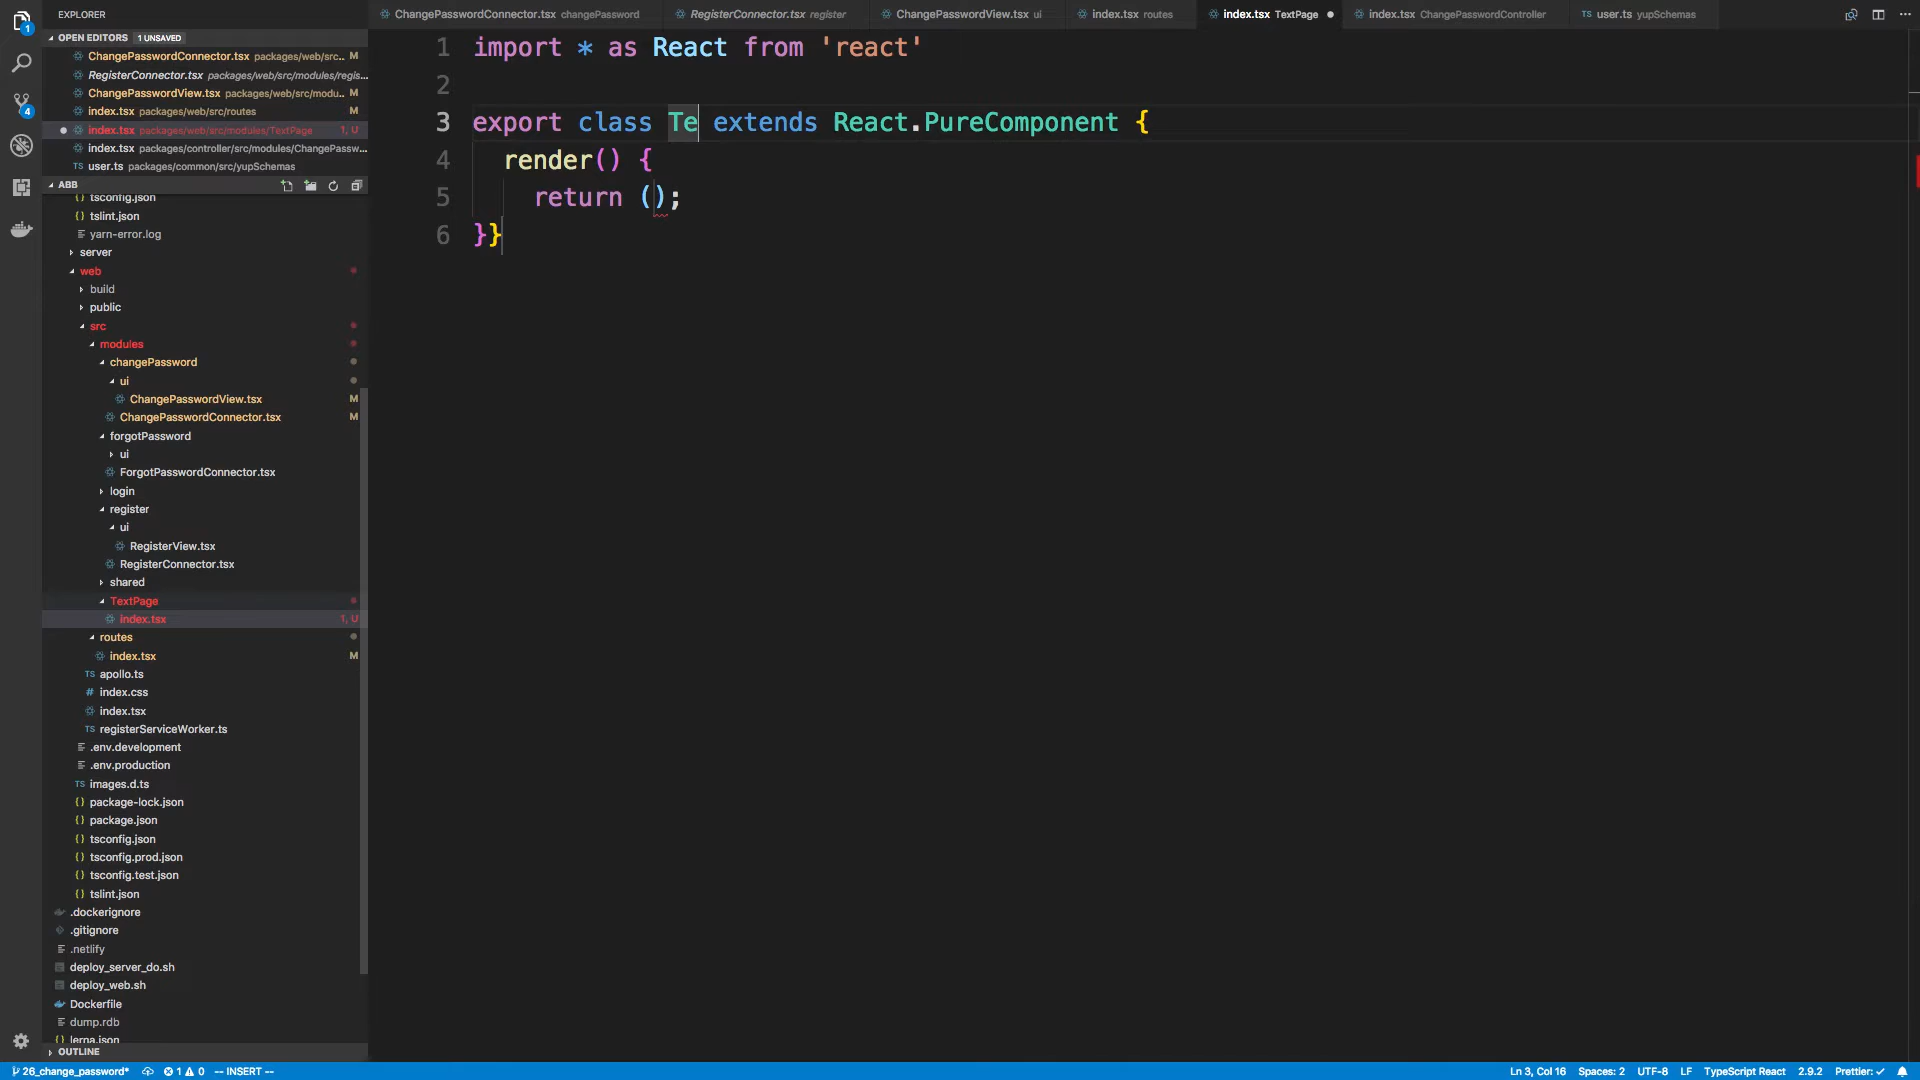 EXPLORER
ChangePasswordConnector.tsx changePassword
RegisterConnector.tsx register
ChangePasswordView.tsx ui
index.tsx routes
index.tsx TextPage
index.tsx ChangePasswordController
TS user.ts yupSchemas
OPEN EDITORS 1 UNSAVED
ChangePasswordConnector.tsx packages/web/src... M
RegisterConnector.tsx packages/web/src/modules/regis...
ChangePasswordView.tsx packages/web/src/modu... M
index.tsx packages/web/src/routes M
index.tsx packages/web/src/modules/TextPage 1, U
index.tsx packages/controller/src/modules/ChangePassw...
TS user.ts packages/common/src/yupSchemas
ABB
tsconfig.json
tslint.json
yarn-error.log
server
web
build
public
src
modules
changePassword
ui
ChangePasswordView.tsx M
ChangePasswordConnector.tsx M
forgotPassword
ui
ForgotPasswordConnector.tsx
login
register
ui
RegisterView.tsx
RegisterConnector.tsx
shared
TextPage
index.tsx 1, U
routes
index.tsx M
TS apollo.ts
# index.css
index.tsx
TS registerServiceWorker.ts
.env.development
.env.production
TS images.d.ts
{} package-lock.json
{} package.json
{} tsconfig.json
{} tsconfig.prod.json
{} tsconfig.test.json
{} tslint.json
.dockerignore
.gitignore
.netlify
deploy_server_do.sh
deploy_web.sh
Dockerfile
dump.rdb
{} lerna.json
OUTLINE
1 import * as React from 'react'
2
3 export class Te extends React.PureComponent {
4 render() {
5 return ();
6 }}
1
4
26_change_password* 1 0 -- INSERT --
Ln 3, Col 16 Spaces: 2 UTF-8 LF TypeScript React 2.9.2 Prettier: ✓